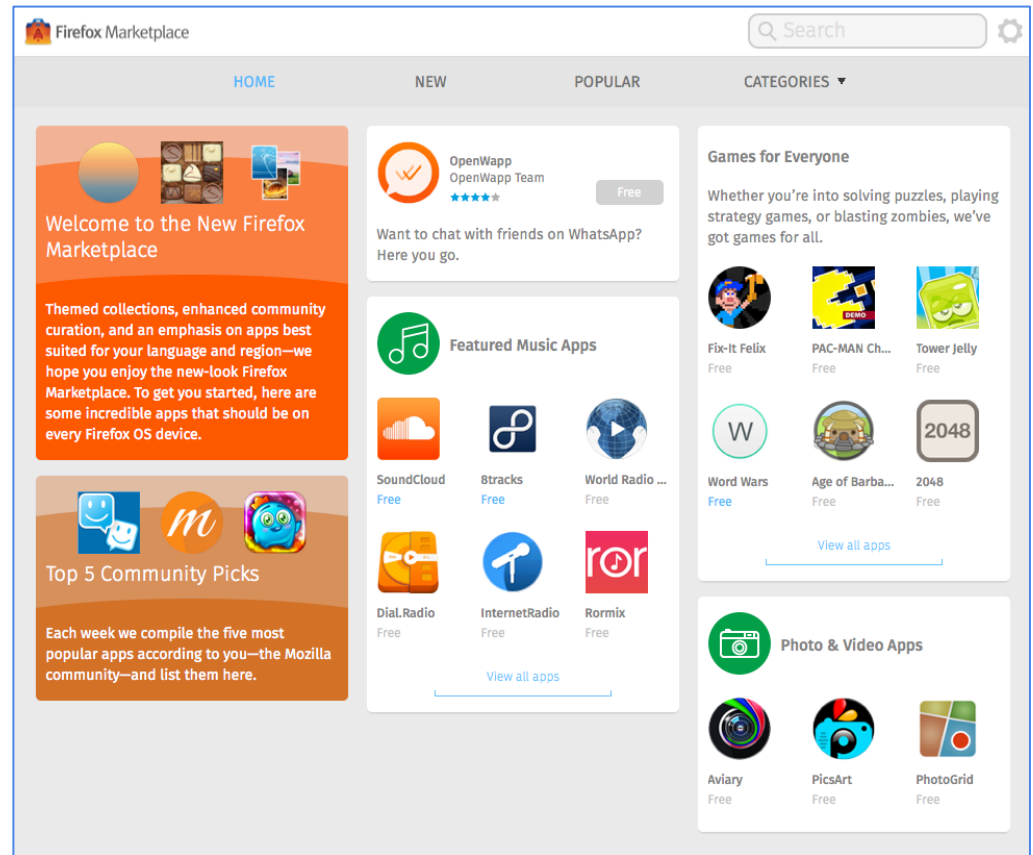 Firefox Marketplace
Search
HOME NEW POPULAR CATEGORIES
Welcome to the New Firefox
Marketplace
Themed collections, enhanced community
curation, and an emphasis on apps best
suited for your language and region—we
hope you enjoy the new-look Firefox
Marketplace. To get you started, here are
some incredible apps that should be on
every Firefox OS device.
Top 5 Community Picks
Each week we compile the five most
popular apps according to you—the Mozilla
community—and list them here.
OpenWapp
OpenWapp Team
Free
Want to chat with friends on WhatsApp?
Here you go.
Featured Music Apps
SoundCloud 8tracks World Radio ...
Free Free Free
ror
Dial.Radio InternetRadio Rormix
Free Free Free
View all apps
Games for Everyone
Whether you're into solving puzzles, playing
strategy games, or blasting zombies, we've
got games for all.
DEMO
Fix-It Felix PAC-MAN Ch... Tower Jelly
Free Free Free
W 2048
Word Wars Age of Barba... 2048
Free Free Free
View all apps
Photo & Video Apps
Aviary PicsArt PhotoGrid
Free Free Free